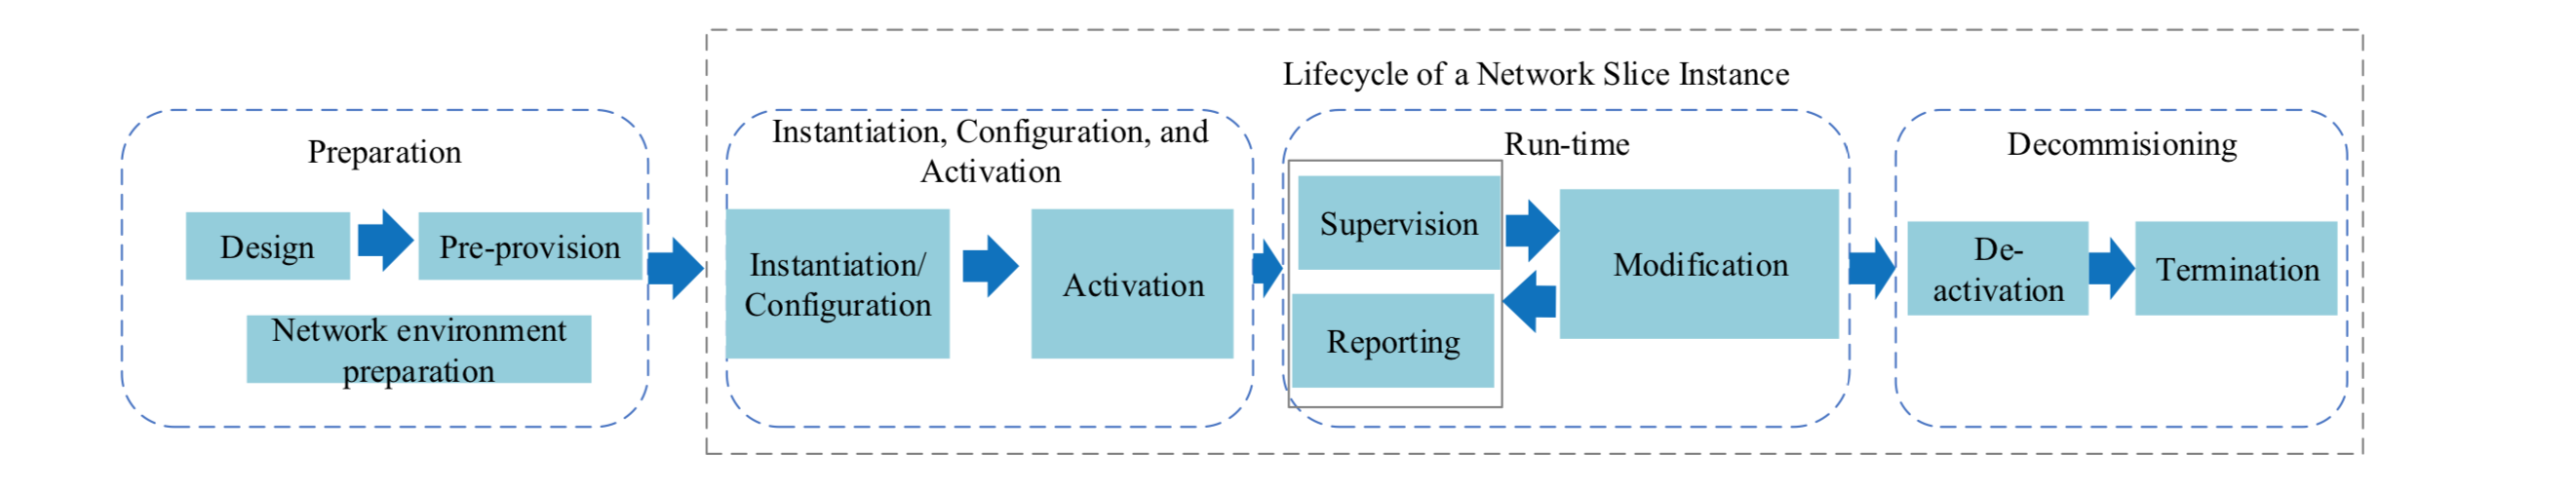 Lifecycle of a Network Slice Instance
Preparation
Design
Pre-provision
Network environment
preparation
Instantiation, Configuration, and
Activation
Instantiation/
Configuration
Activation
Run-time
Supervision
Reporting
Modification
Decommisioning
De-
activation
Termination